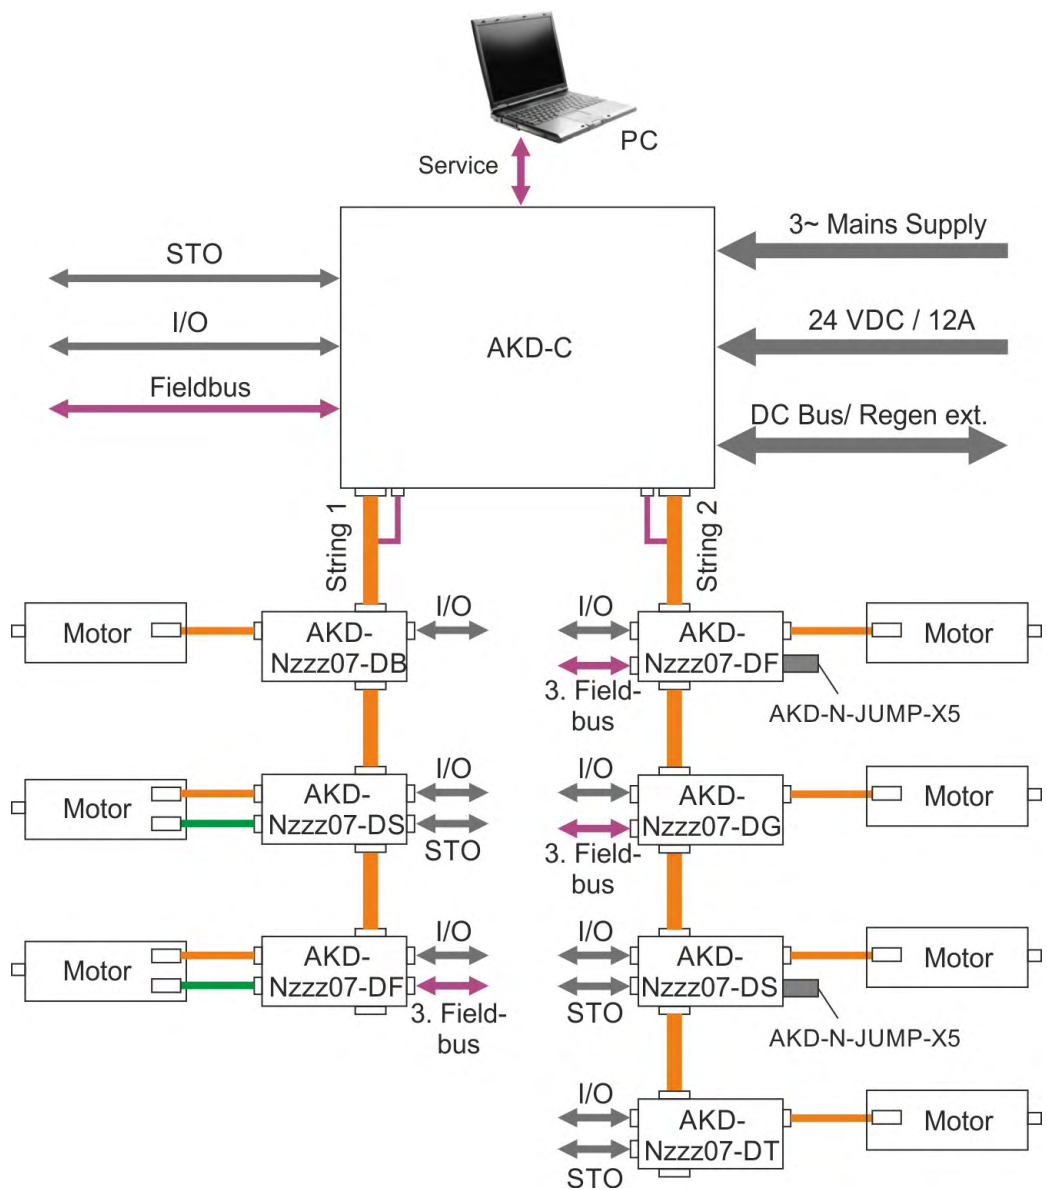 PC
Service
3~ Mains Supply
STO
I/O
24 VDC / 12A
AKD-C
Fieldbus
DC Bus/ Regen ext.
String 1
String 2
Motor
AKD-
Nzzz07-DB
I/O
I/O
3. Field-
bus
AKD-
Nzzz07-DF
Motor
AKD-N-JUMP-X5
Motor
AKD-
Nzzz07-DS
I/O
STO
I/O
3. Field-
bus
AKD-
Nzzz07-DG
Motor
Motor
AKD-
Nzzz07-DF
I/O
3. Field-
bus
I/O
STO
AKD-
Nzzz07-DS
Motor
AKD-N-JUMP-X5
I/O
STO
AKD-
Nzzz07-DT
Motor